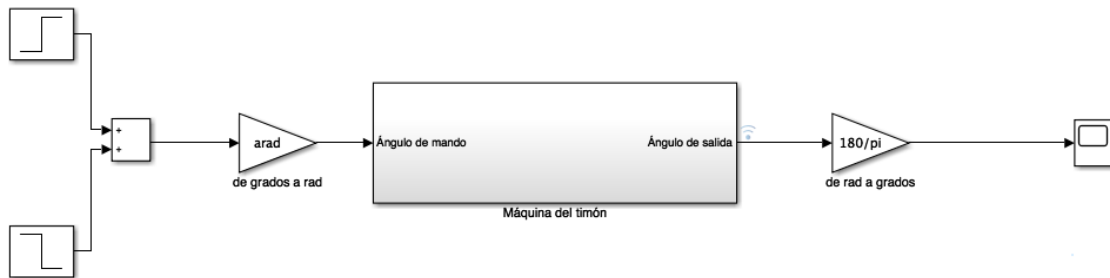 +
+
arad
de grados a rad
Ángulo de mando
Ángulo de salida
Máquina del timón
180/pi
de rad a grados